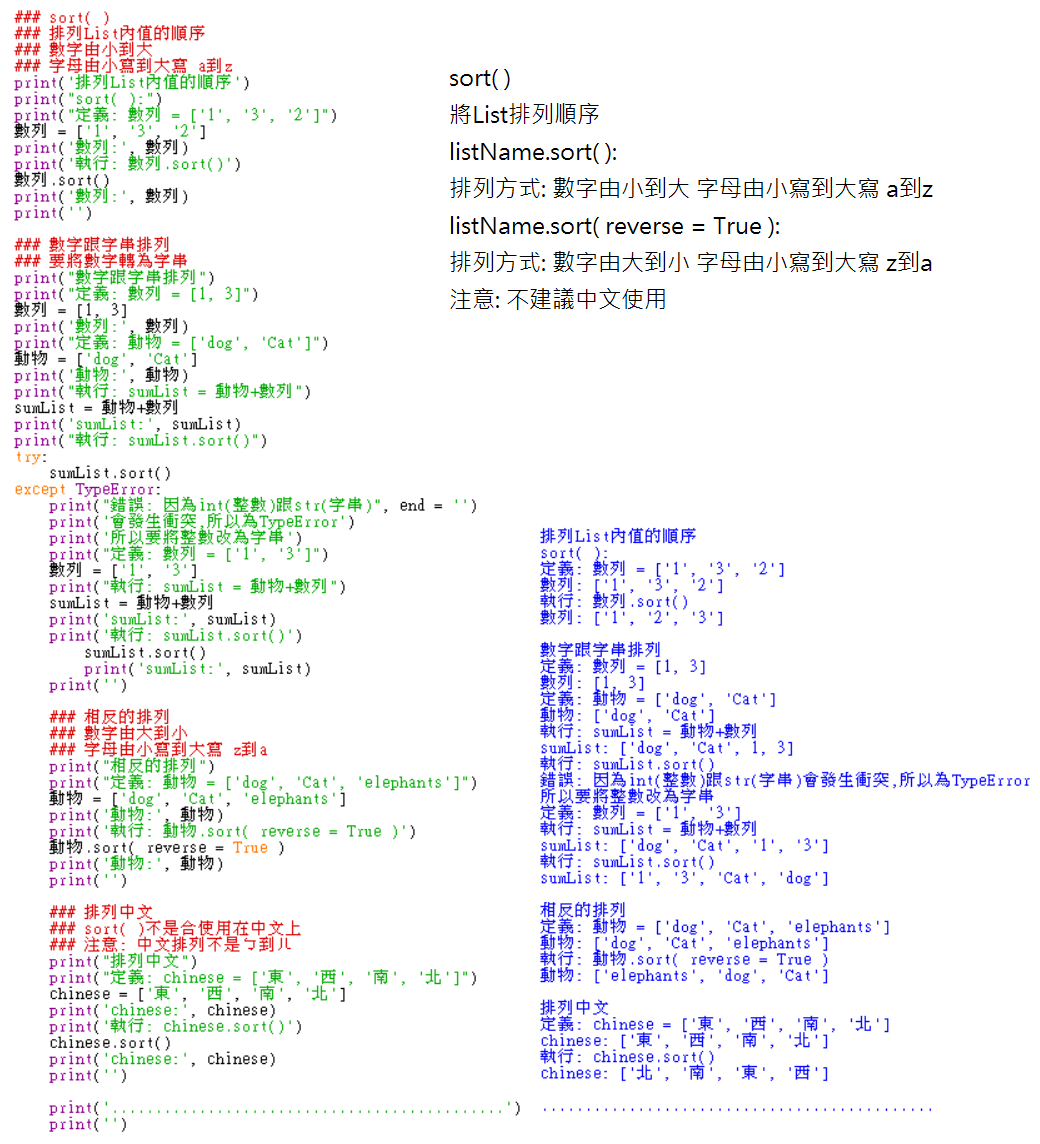 ### sort( )
### 排列List內值的順序
### 數字由小到大
### 字母由小寫到大寫 a到z
print('排列List內值的順序')
print("sort( ):")
print("定義: 數列 = ['1', '3', '2']")
數列 = ['1', '3', '2']
print('數列:', 數列)
print('執行: 數列.sort()')
數列.sort()
print('數列:', 數列)
print('')

### 數字跟字串排列
### 要將數字轉為字串
print("數字跟字串排列")
print("定義: 數列 = [1, 3]")
數列 = [1, 3]
print('數列:', 數列)
print("定義: 動物 = ['dog', 'Cat']")
動物 = ['dog', 'Cat']
print('動物:', 動物)
print("執行: sumList = 動物+數列")
sumList = 動物+數列
print('sumList:', sumList)
print("執行: sumList.sort()")
try:
    sumList.sort()
except TypeError:
    print("錯誤: 因為int(整數)跟str(字串)", end = '')
    print('會發生衝突,所以為TypeError')
    print('所以要將整數改為字串')
    print("定義: 數列 = ['1', '3']")
    數列 = ['1', '3']
    print("執行: sumList = 動物+數列")
    sumList = 動物+數列
    print('sumList:', sumList)
    print('執行: sumList.sort()')
        sumList.sort()
        print('sumList:', sumList)
    print('')

    ### 相反的排列
    ### 數字由大到小
    ### 字母由小寫到大寫 z到a
    print("相反的排列")
    print("定義: 動物 = ['dog', 'Cat', 'elephants']")
    動物 = ['dog', 'Cat', 'elephants']
    print('動物:', 動物)
    print('執行: 動物.sort( reverse = True )')
    動物.sort( reverse = True )
    print('動物:', 動物)
    print('')

    ### 排列中文
    ### sort( )不是合使用在中文上
    ### 注意: 中文排列不是ㄅ到ㄦ
    print("排列中文")
    print("定義: chinese = ['東', '西', '南', '北']")
    chinese = ['東', '西', '南', '北']
    print('chinese:', chinese)
    print('執行: chinese.sort()')
    chinese.sort()
    print('chinese:', chinese)
    print('')

    print('.............................................')
    print('')

sort( )
將List排列順序
listName.sort( ):
排列方式: 數字由小到大 字母由小寫到大寫 a到z
listName.sort( reverse = True ):
排列方式: 數字由大到小 字母由小寫到大寫 z到a
注意: 不建議中文使用

排列List內值的順序
sort( ):
定義: 數列 = ['1', '3', '2']
數列: ['1', '3', '2']
執行: 數列.sort()
數列: ['1', '2', '3']

數字跟字串排列
定義: 數列 = [1, 3]
數列: [1, 3]
定義: 動物 = ['dog', 'Cat']
動物: ['dog', 'Cat']
執行: sumList = 動物+數列
sumList: ['dog', 'Cat', 1, 3]
執行: sumList.sort()
錯誤: 因為int(整數)跟str(字串)會發生衝突,所以為TypeError
所以要將整數改為字串
定義: 數列 = ['1', '3']
執行: sumList = 動物+數列
sumList: ['dog', 'Cat', '1', '3']
執行: sumList.sort()
sumList: ['1', '3', 'Cat', 'dog']

相反的排列
定義: 動物 = ['dog', 'Cat', 'elephants']
動物: ['dog', 'Cat', 'elephants']
執行: 動物.sort( reverse = True )
動物: ['elephants', 'dog', 'Cat']

排列中文
定義: chinese = ['東', '西', '南', '北']
chinese: ['東', '西', '南', '北']
執行: chinese.sort()
chinese: ['北', '南', '東', '西']

.............................................